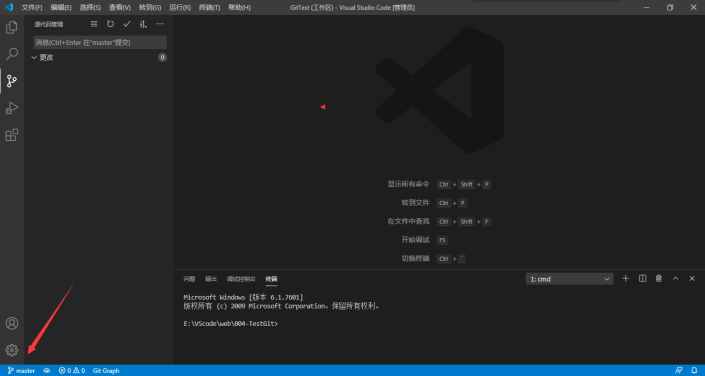 文件(F) 编辑(E) 选择(S) 查看(V) 转到(G) 运行(R) 终端(T) 帮助(H) GitTest (工作区) - Visual Studio Code [管理员]
源代码管理
消息(Ctrl+Enter 在"master"提交)
更改 0
显示所有命令 Ctrl + Shift + P
转到文件 Ctrl + P
在文件中查找 Ctrl + Shift + F
开始调试 F5
切换终端 Ctrl + `
问题 输出 调试控制台 终端 1: cmd
Microsoft Windows [版本 6.1.7601]
版权所有 (c) 2009 Microsoft Corporation。保留所有权利。
E:\VScode\web\004-TestGit>
master 0 0 Git Graph